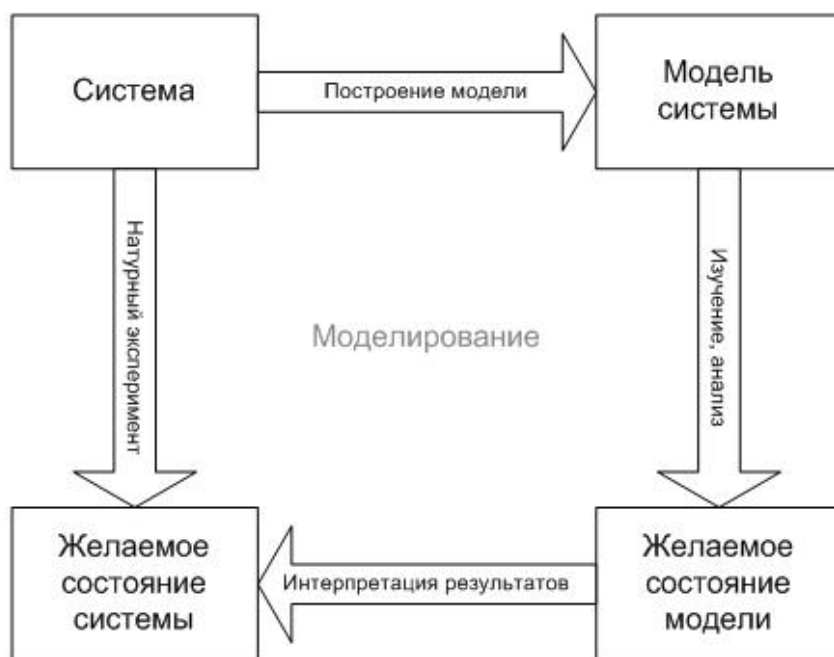 Система
Построение модели
Модель
системы
Натурный эксперимент
Моделирование
Изучение, анализ
Желаемое
состояние
системы
Интерпретация результатов
Желаемое
состояние
модели